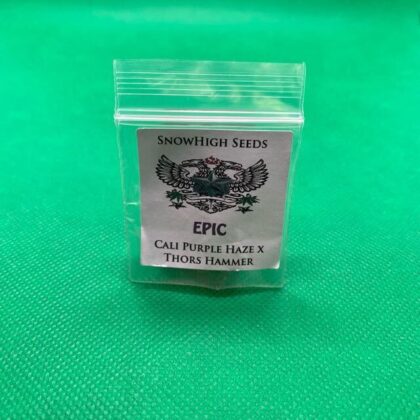 SNOWHIGH SEEDS
EPIC
CALI PURPLE HAZE X
THORS HAMMER